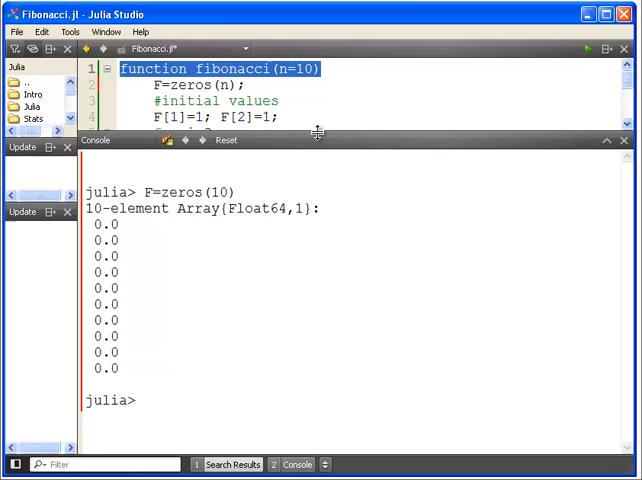 Fibonacci.jl - Julia Studio
File Edit Tools Window Help
Fibonacci.jl*
Julia
..
Intro
Julia
Stats
1 function fibonacci(n=10)
2 F=zeros(n);
3 #initial values
4 F[1]=1; F[2]=1;
Console Reset
Update
Update
julia> F=zeros(10)
10-element Array{Float64,1}:
0.0
0.0
0.0
0.0
0.0
0.0
0.0
0.0
0.0
0.0
julia>
Filter
1 Search Results 2 Console